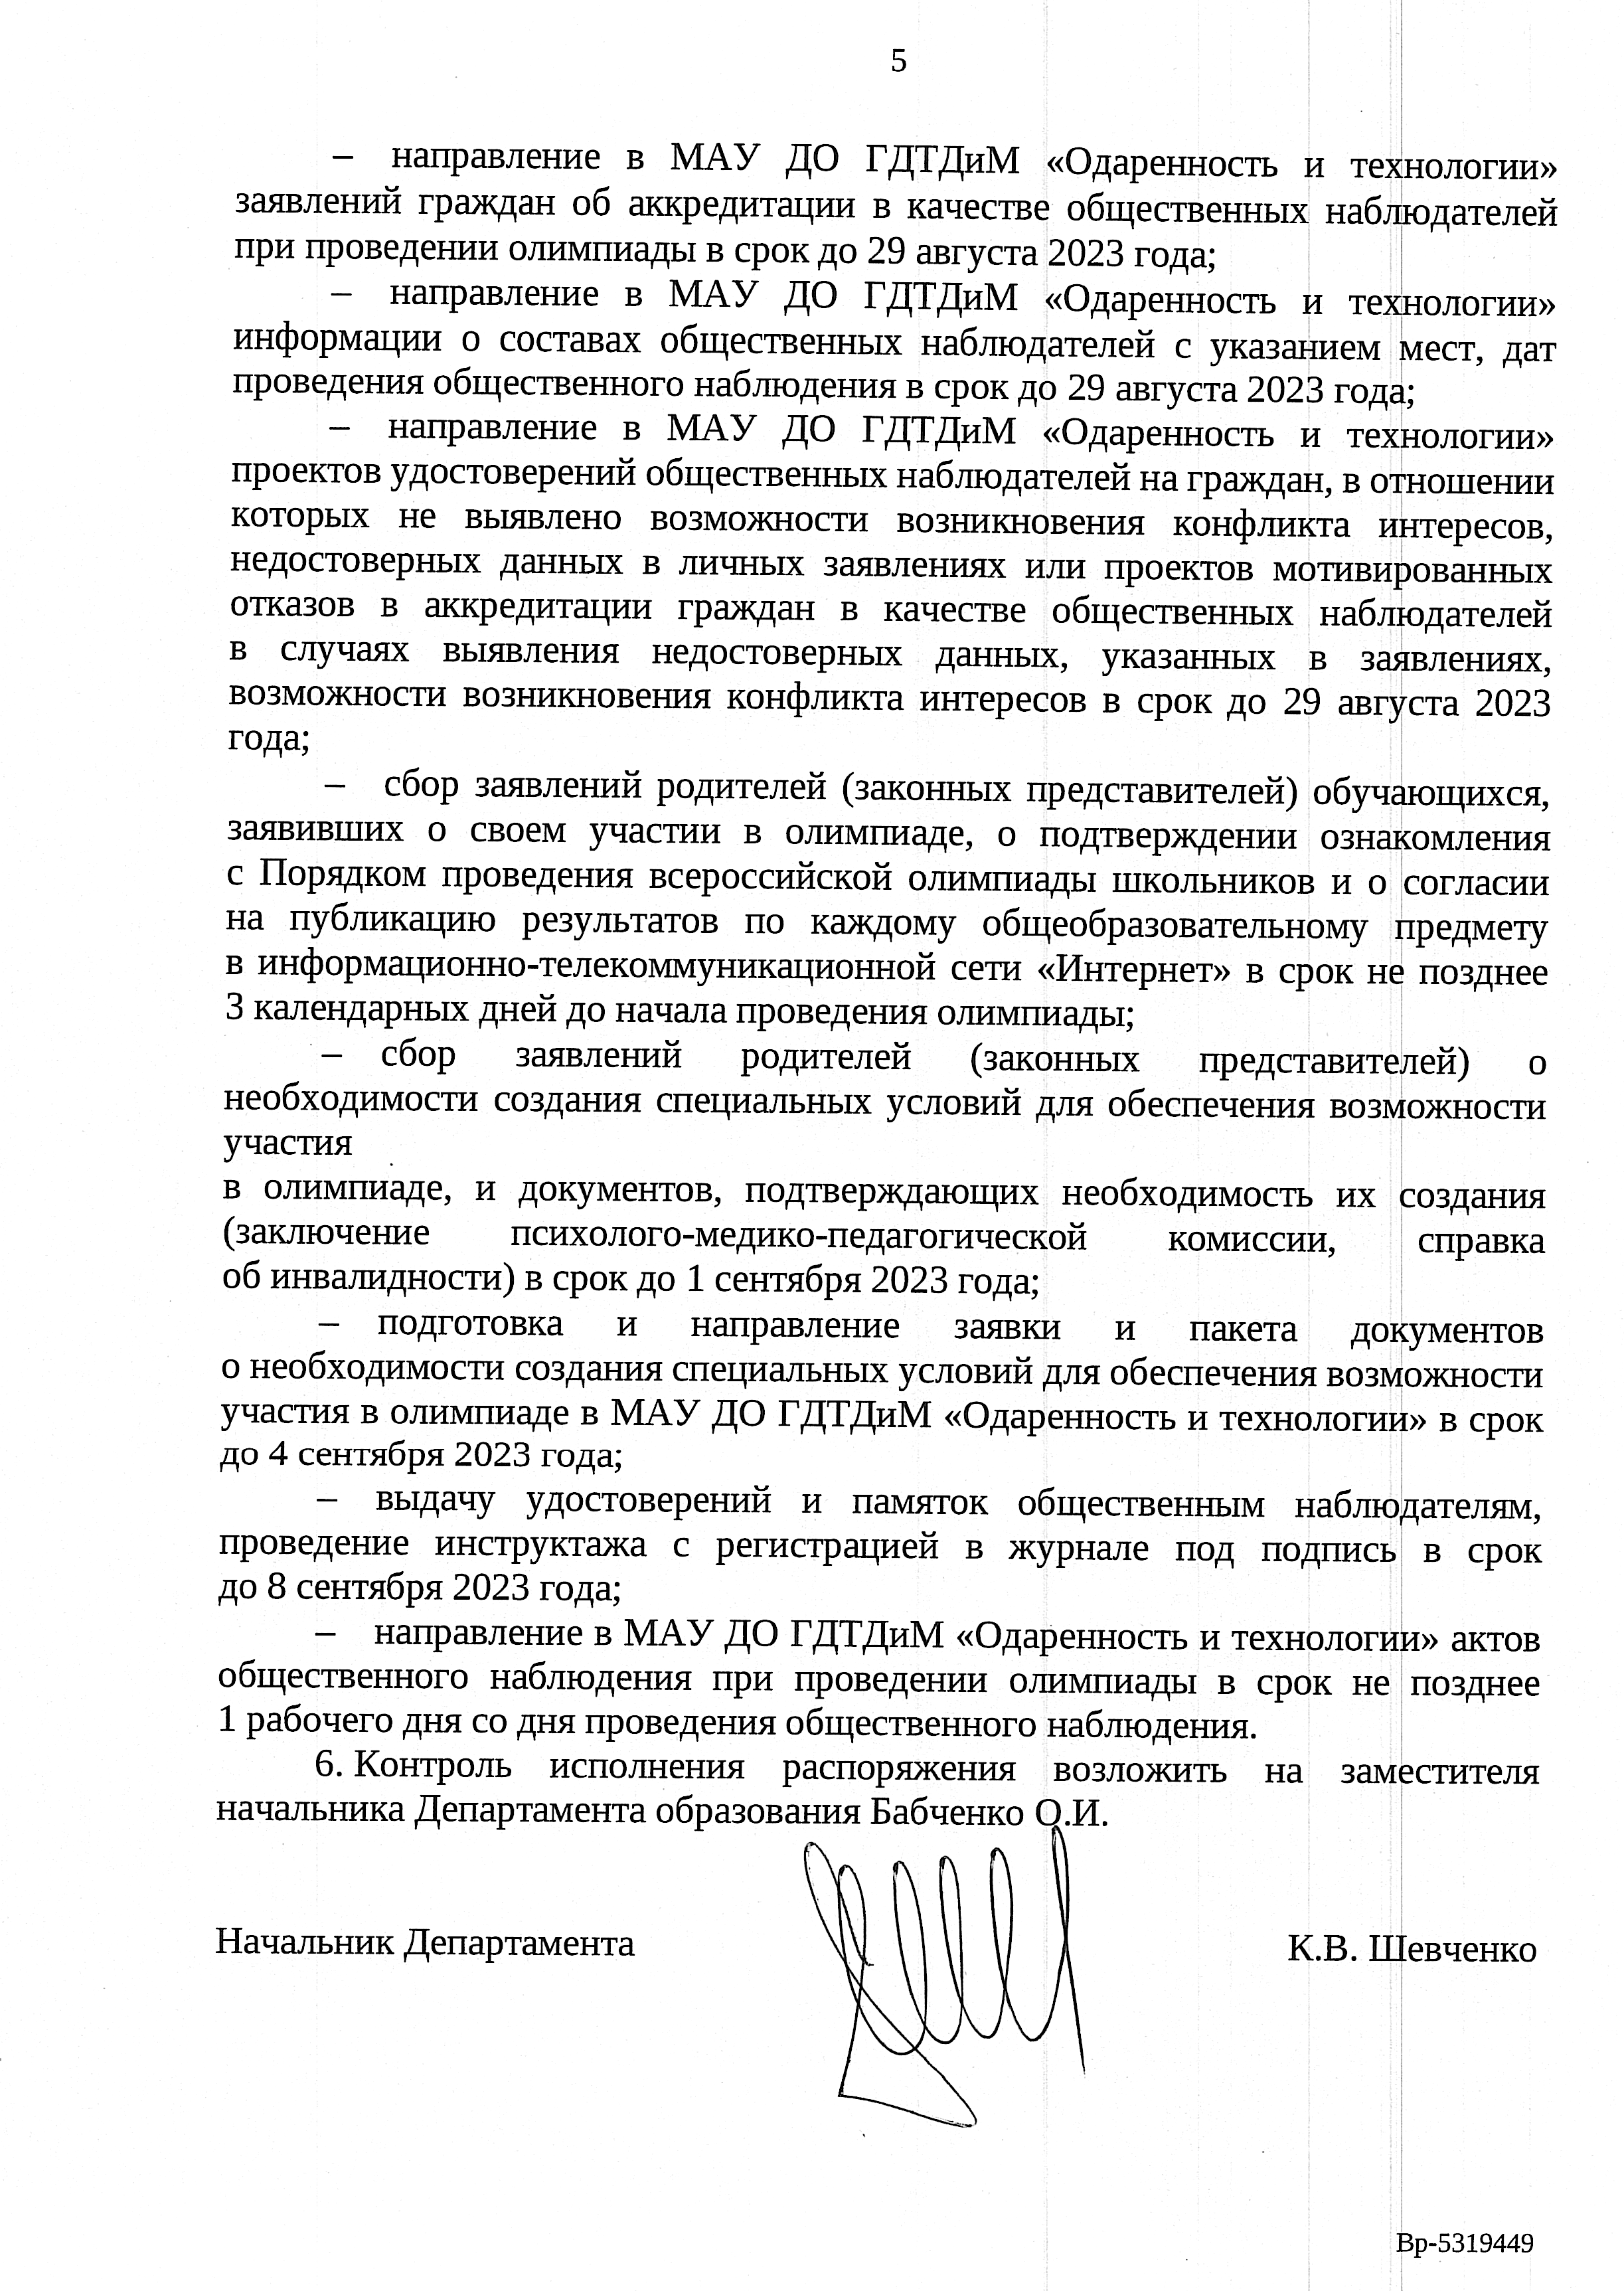 5
– направление в МАУ ДО ГДТДиМ «Одаренность и технологии»
заявлений граждан об аккредитации в качестве общественных наблюдателей
при проведении олимпиады в срок до 29 августа 2023 года;
– направление в МАУ ДО ГДТДиМ «Одаренность и технологии»
информации о составах общественных наблюдателей с указанием мест, дат
проведения общественного наблюдения в срок до 29 августа 2023 года;
– направление в МАУ ДО ГДТДиМ «Одаренность и технологии»
проектов удостоверений общественных наблюдателей на граждан, в отношении
которых не выявлено возможности возникновения конфликта интересов,
недостоверных данных в личных заявлениях или проектов мотивированных
отказов в аккредитации граждан в качестве общественных наблюдателей
в случаях выявления недостоверных данных, указанных в заявлениях,
возможности возникновения конфликта интересов в срок до 29 августа 2023
года;
– сбор заявлений родителей (законных представителей) обучающихся,
заявивших о своем участии в олимпиаде, о подтверждении ознакомления
с Порядком проведения всероссийской олимпиады школьников и о согласии
на публикацию результатов по каждому общеобразовательному предмету
в информационно-телекоммуникационной сети «Интернет» в срок не позднее
3 календарных дней до начала проведения олимпиады;
– сбор заявлений родителей (законных представителей) о
необходимости создания специальных условий для обеспечения возможности
участия
в олимпиаде, и документов, подтверждающих необходимость их создания
(заключение психолого-медико-педагогической комиссии, справка
об инвалидности) в срок до 1 сентября 2023 года;
– подготовка и направление заявки и пакета документов
о необходимости создания специальных условий для обеспечения возможности
участия в олимпиаде в МАУ ДО ГДТДиМ «Одаренность и технологии» в срок
до 4 сентября 2023 года;
– выдачу удостоверений и памяток общественным наблюдателям,
проведение инструктажа с регистрацией в журнале под подпись в срок
до 8 сентября 2023 года;
– направление в МАУ ДО ГДТДиМ «Одаренность и технологии» актов
общественного наблюдения при проведении олимпиады в срок не позднее
1 рабочего дня со дня проведения общественного наблюдения.
6. Контроль исполнения распоряжения возложить на заместителя
начальника Департамента образования Бабченко О.И.
Начальник Департамента К.В. Шевченко
Вр-5319449